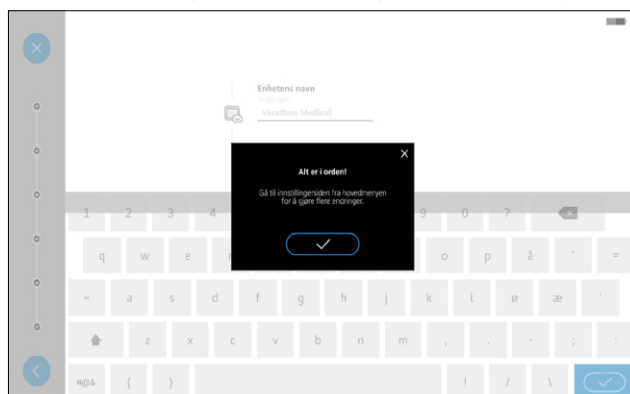 Enhetens navn
Verathon Medical
Alt er i orden!
Gå til innstillingersiden fra hovedmenyen
for å gjøre flere endringer.
1 2 3 4 9 0 ?
q w e o p å ¨ =
~ a s d f g h j k l ø æ '
z x c v b n m , . - ; :
#@& ( ) ! / \